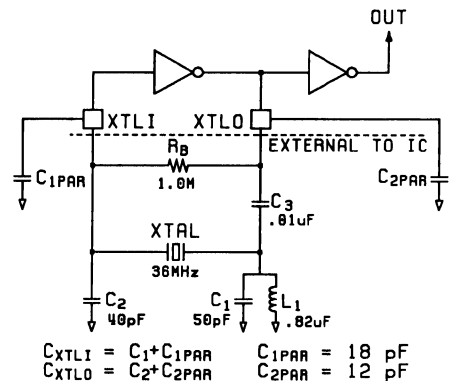 OUT
XTLI XTLO
EXTERNAL TO IC
RB
1.0M
C1PAR
C2PAR
C3
.01uF
XTAL
36MHz
C2
40pF
C1
50pF
L1
.82uF
CXTLI = C1+C1PAR C1PAR = 18 pF
CXTLO = C2+C2PAR C2PAR = 12 pF